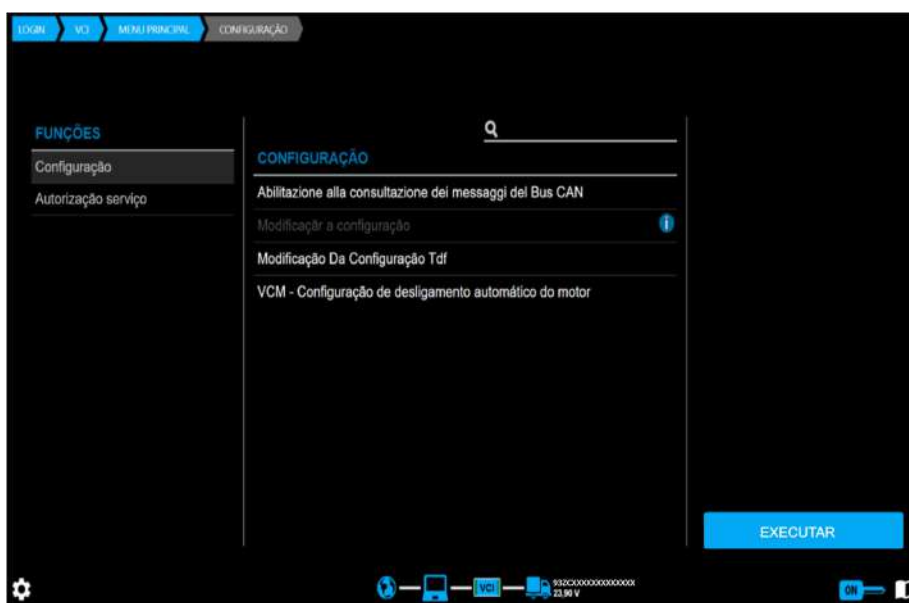 LOGIN
VCI
MENU PRINCIPAL
CONFIGURAÇÃO
FUNÇÕES
Configuração
Autorização serviço
CONFIGURAÇÃO
Abilitazione alla consultazione dei messaggi del Bus CAN
Modificaçãr a configuração
Modificação Da Configuração Tdf
VCM - Configuração de desligamento automático do motor
EXECUTAR
VCI
932CXXXXXXXXXXXXX
23,90 V
ON